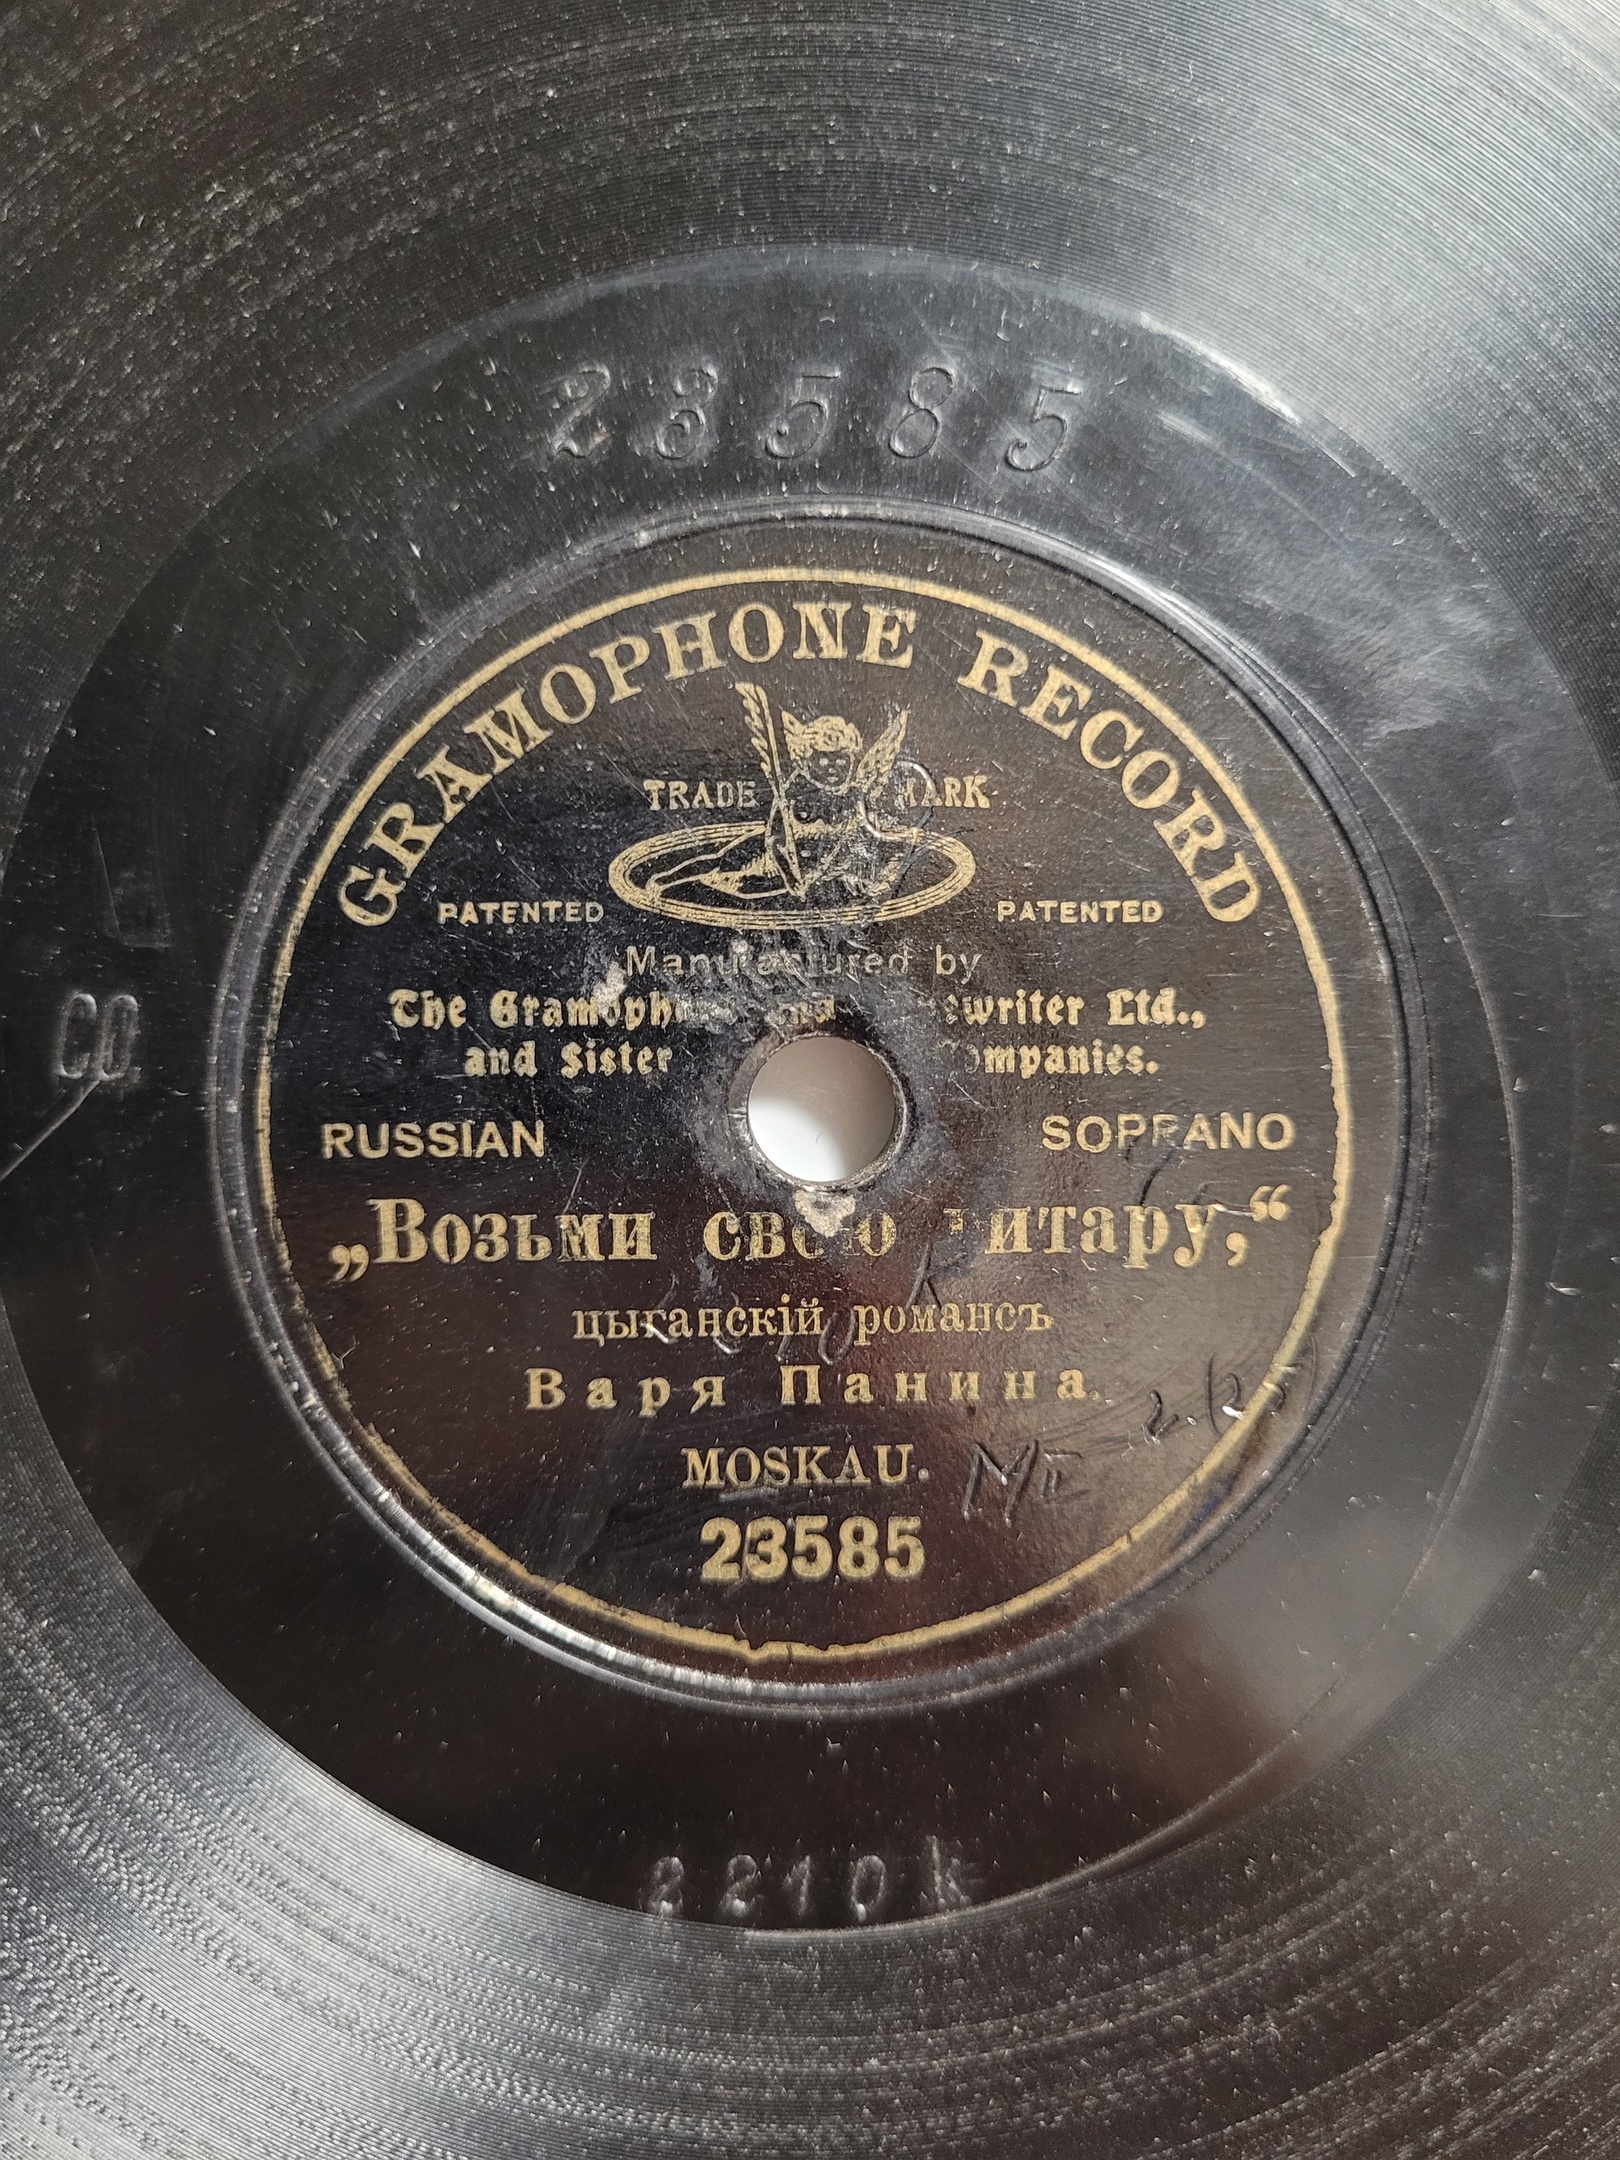 23585
GRAMOPHONE RECORD
TRADE MARK
PATENTED PATENTED
Manufactured by
The Gramophone and Typewriter Ltd.,
and Sister Companies.
CO.
RUSSIAN SOPRANO
„Возьми свою гитару,“
цыганскій романсъ
Варя Панина.
MOSKAU.
23585
2210k